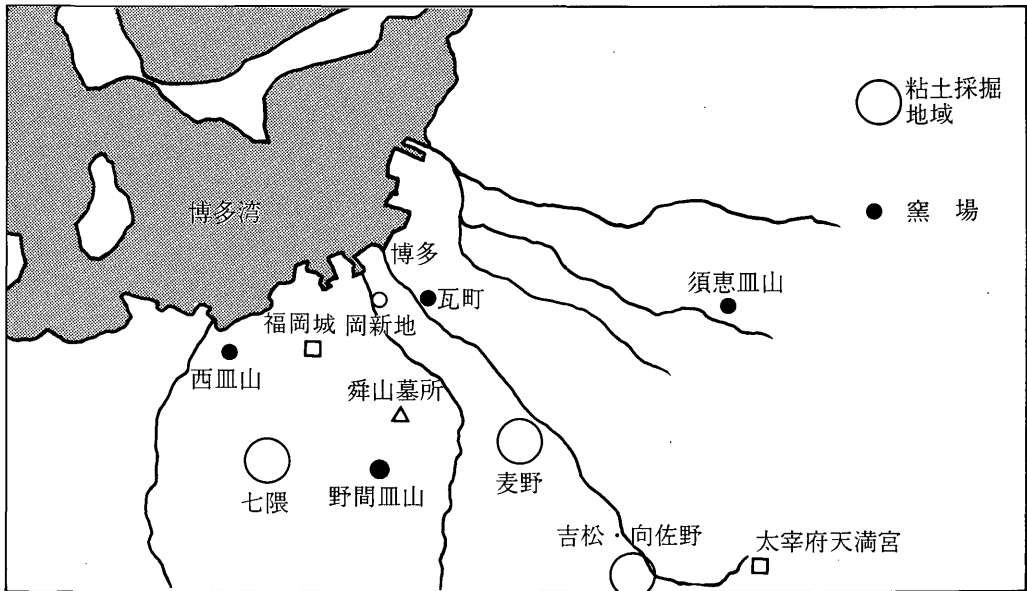 粘土採掘
地域
博多湾
窯 場
博多
須恵皿山
瓦町
福岡城
岡新地
西皿山
舜山墓所
七隈
野間皿山
麦野
吉松・向佐野
太宰府天満宮